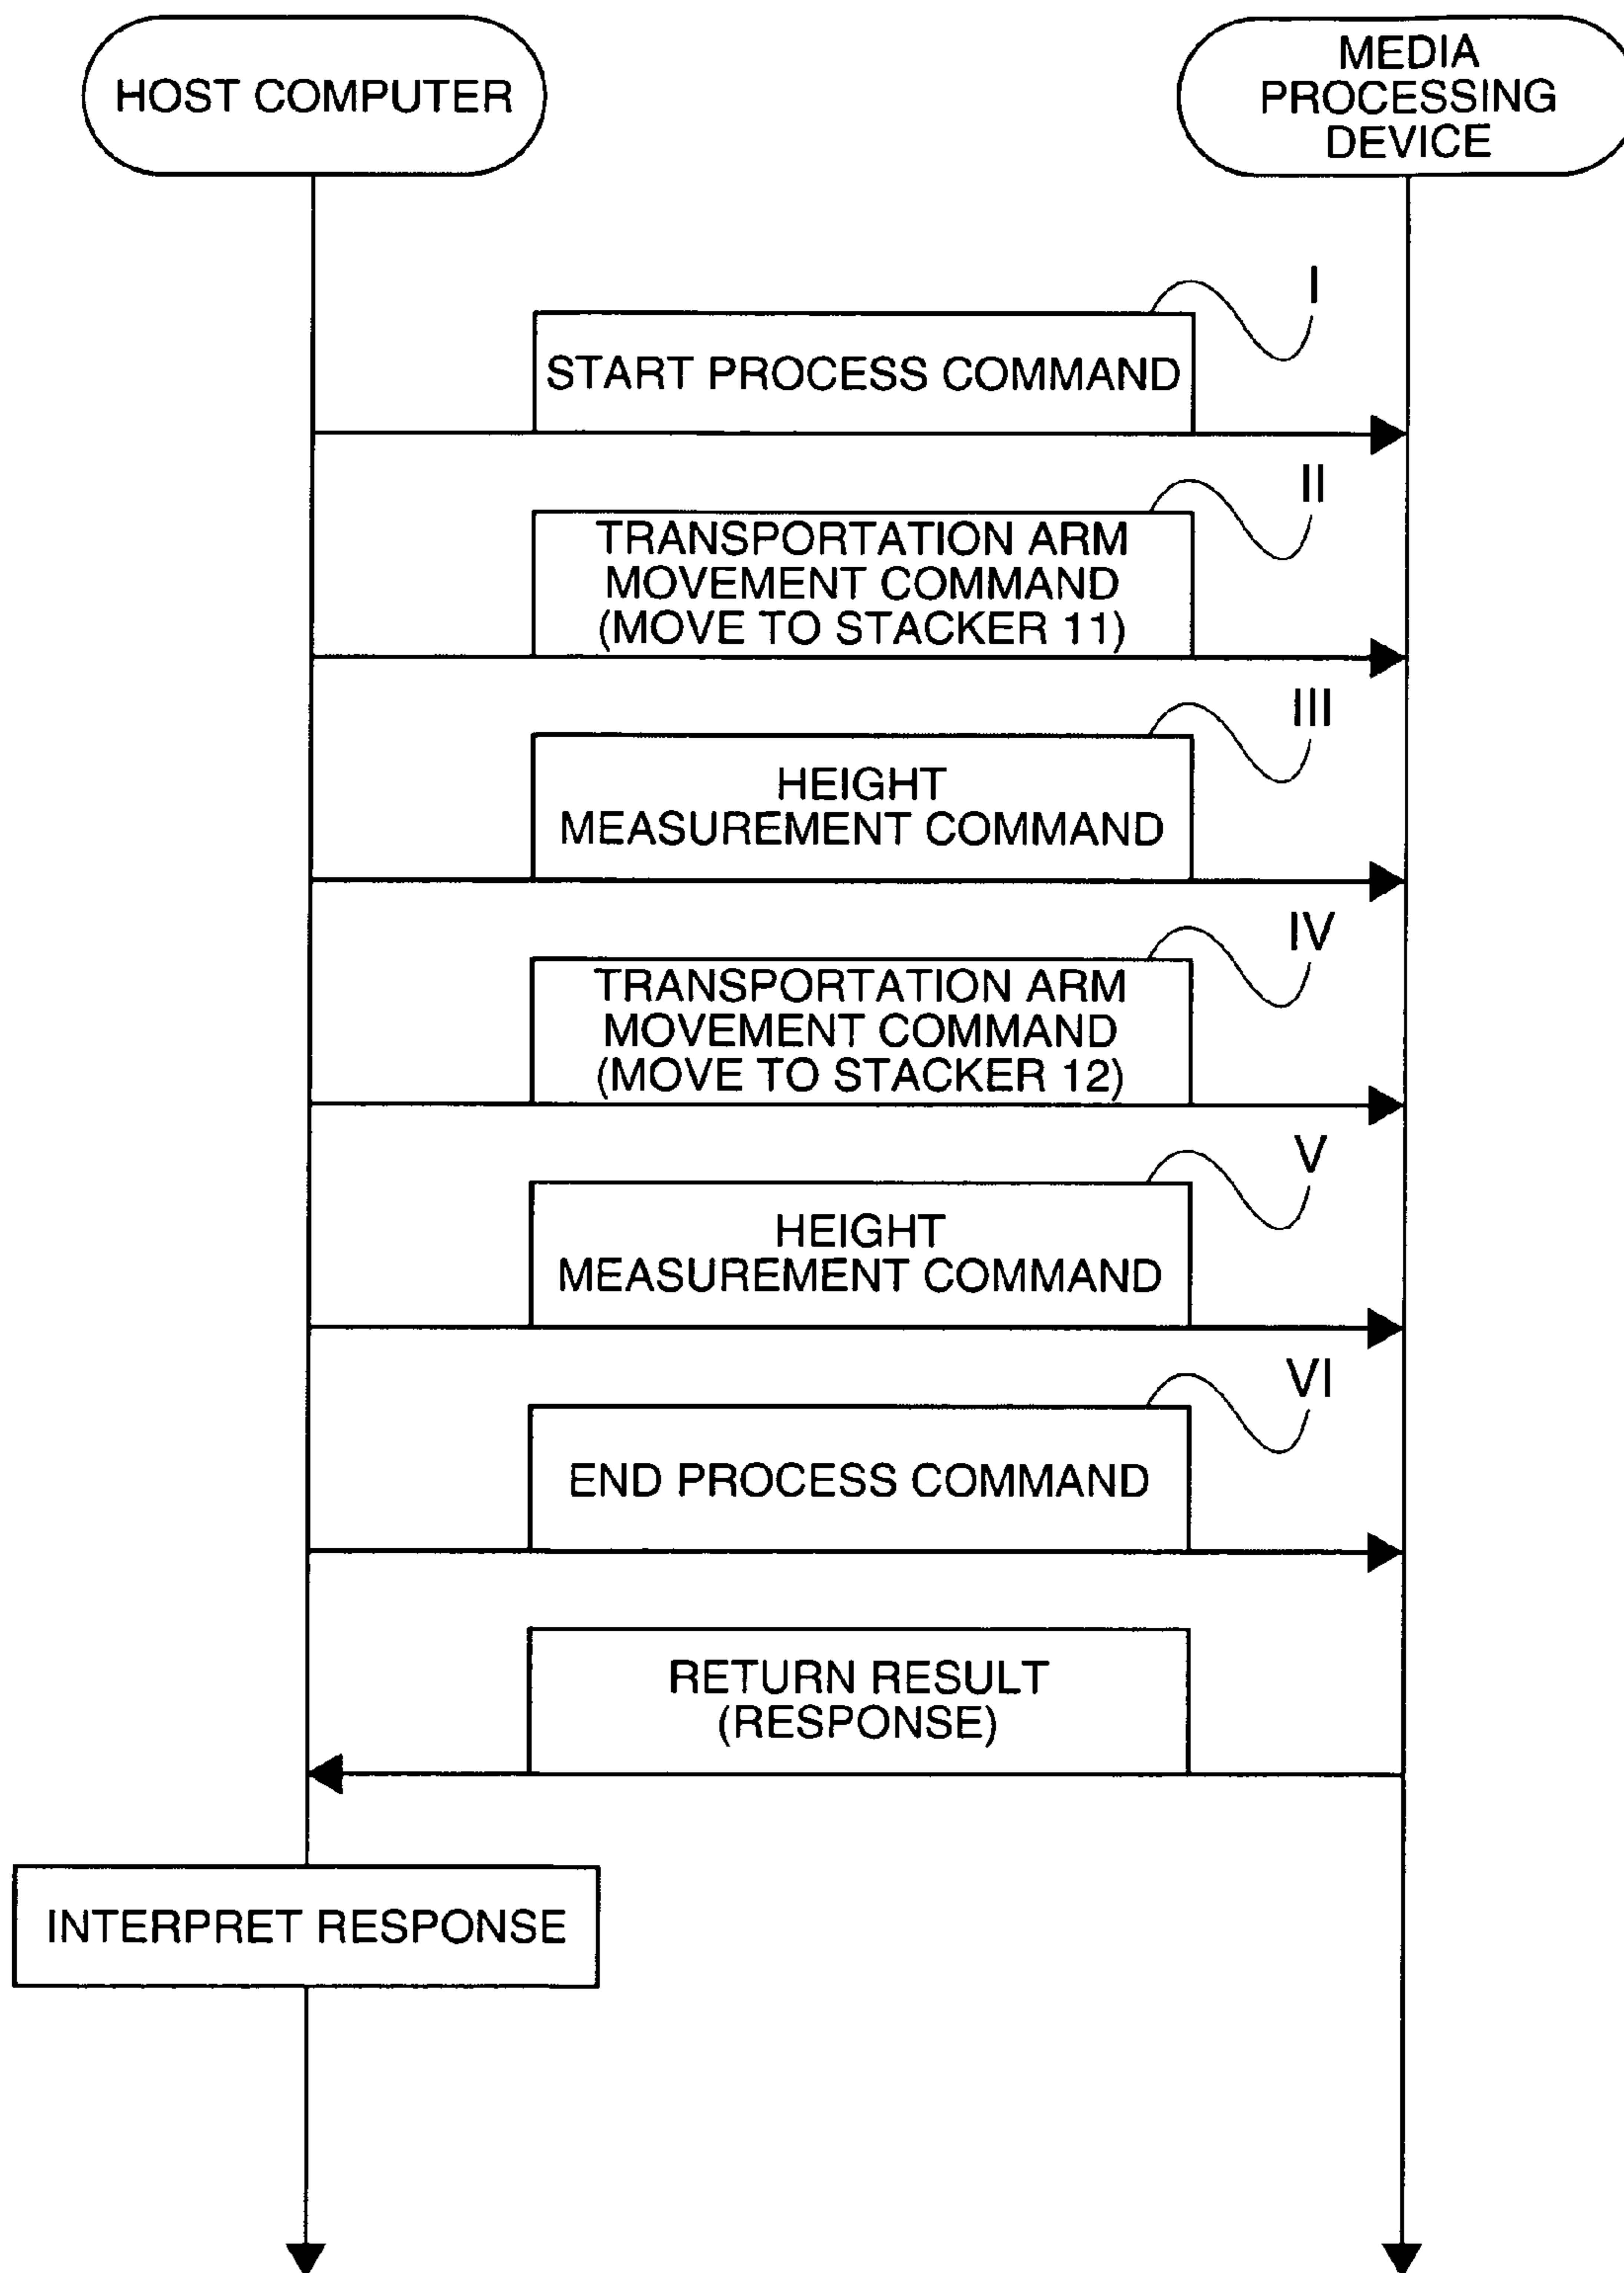 HOST COMPUTER
MEDIA
PROCESSING
DEVICE
I
START PROCESS COMMAND
II
TRANSPORTATION ARM
MOVEMENT COMMAND
(MOVE TO STACKER 11)
III
HEIGHT
MEASUREMENT COMMAND
IV
TRANSPORTATION ARM
MOVEMENT COMMAND
(MOVE TO STACKER 12)
V
HEIGHT
MEASUREMENT COMMAND
VI
END PROCESS COMMAND
RETURN RESULT
(RESPONSE)
INTERPRET RESPONSE